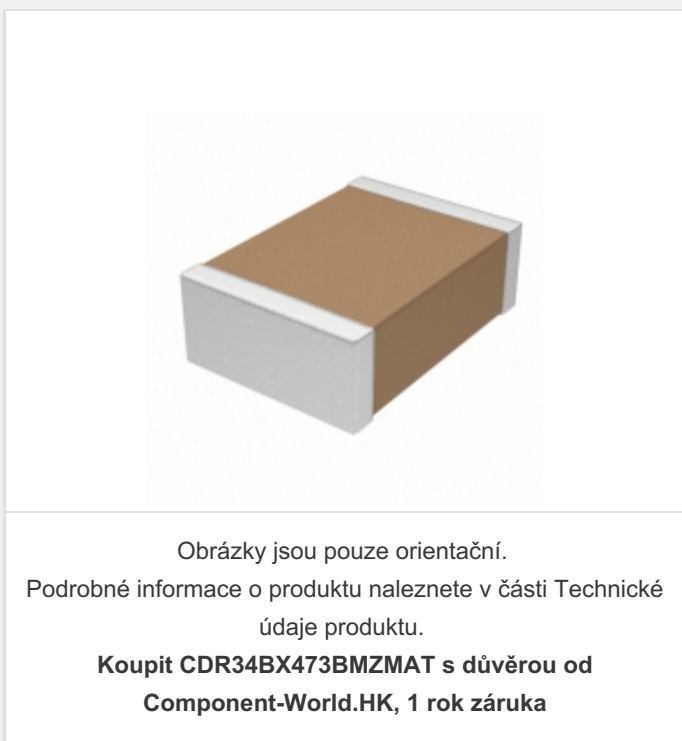 Obrázky jsou pouze orientační.
Podrobné informace o produktu naleznete v části Technické
údaje produktu.
Koupit CDR34BX473BMZMAT s důvěrou od
Component-World.HK, 1 rok záruka